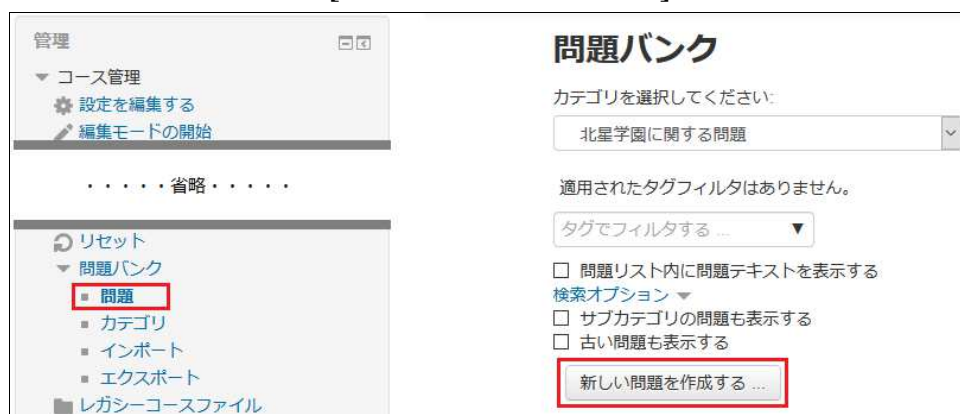 管理
コース管理
設定を編集する
編集モードの開始
・・・・・省略・・・・・
リセット
問題バンク
問題
カテゴリ
インポート
エクスポート
レガシーコースファイル
問題バンク
カテゴリを選択してください:
北星学園に関する問題
適用されたタグフィルタはありません。
タグでフィルタする ...
問題リスト内に問題テキストを表示する
検索オプション
サブカテゴリの問題も表示する
古い問題も表示する
新しい問題を作成する ...